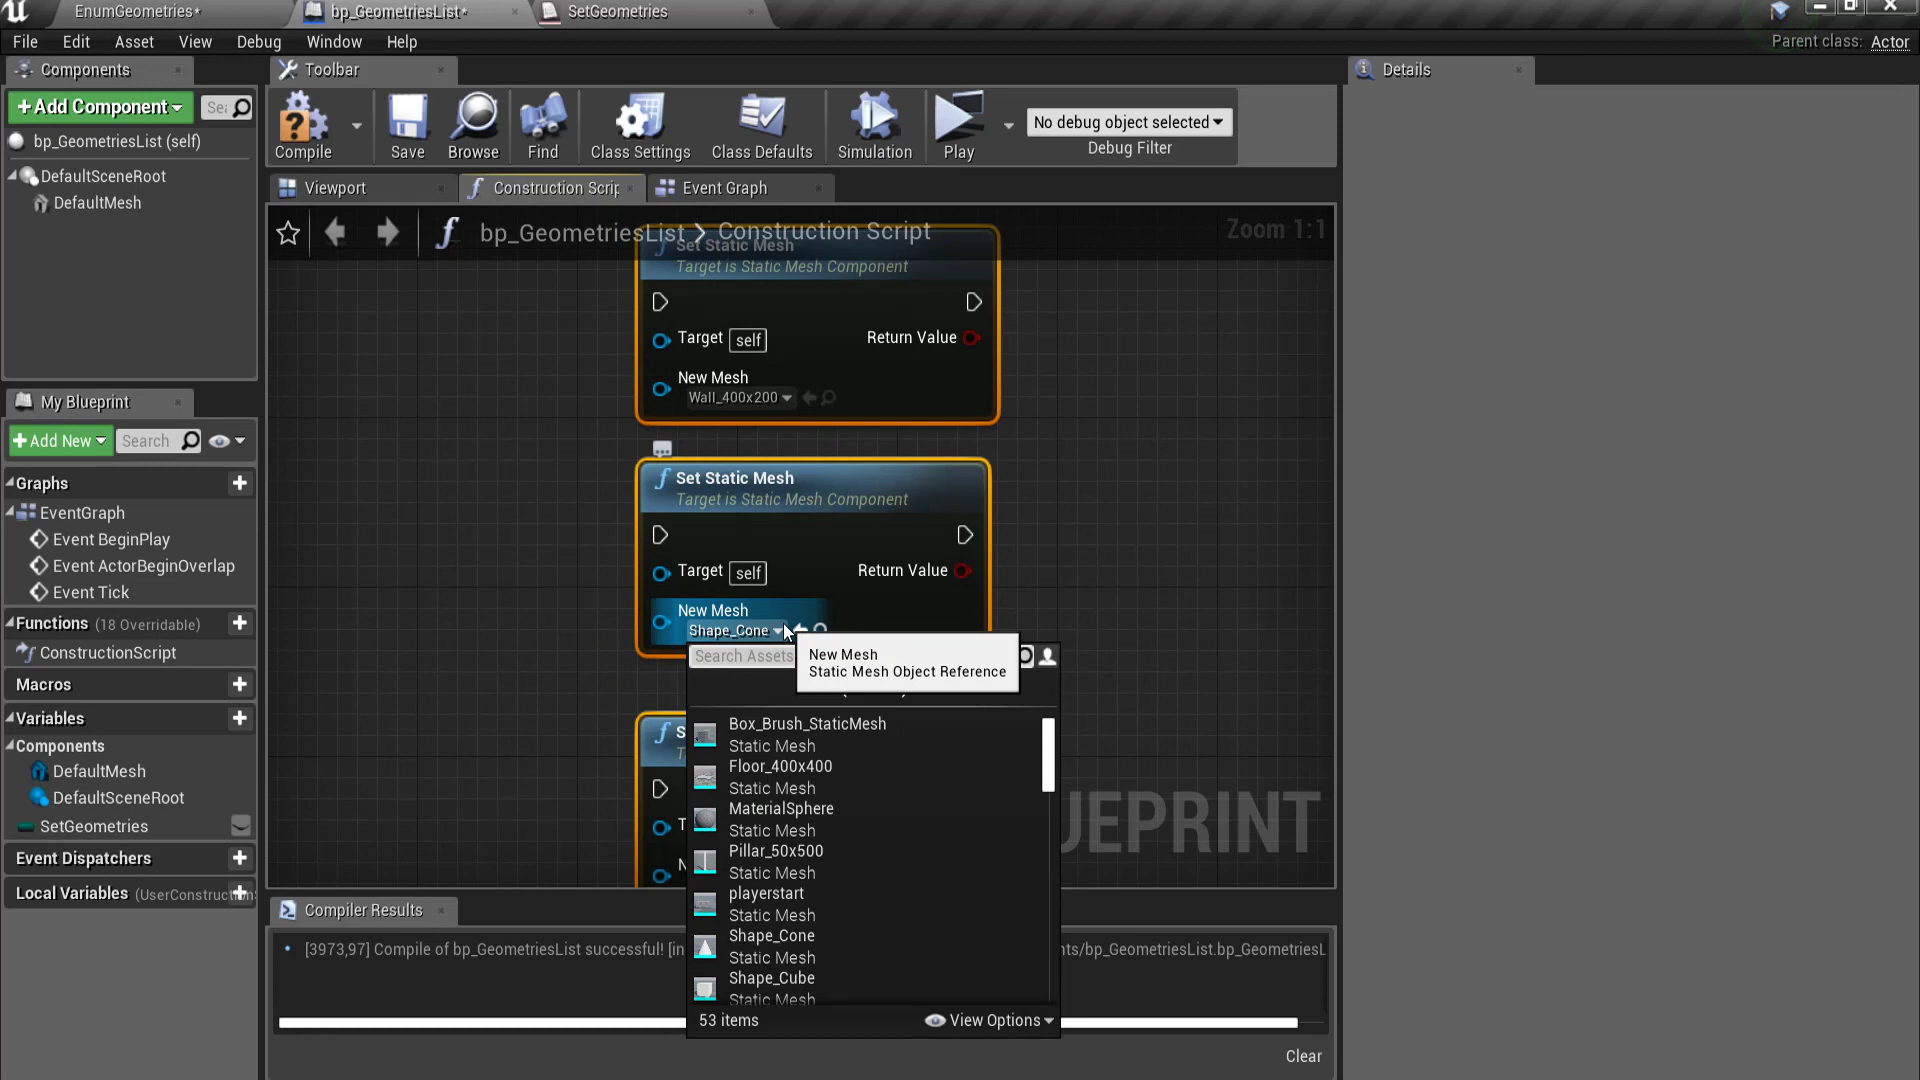 EnumGeometries*
bp_GeometriesList*
SetGeometries
File Edit Asset View Debug Window Help
Parent class: Actor
Components
Toolbar
Details
+Add Component
Sea
bp_GeometriesList (self)
DefaultSceneRoot
DefaultMesh
Compile
Save
Browse
Find
Class Settings
Class Defaults
Simulation
Play
No debug object selected
Debug Filter
Viewport
Construction Scrip
Event Graph
bp_GeometriesList > Construction Script
Zoom 1:1
Set Static Mesh
Target is Static Mesh Component
Target self
Return Value
New Mesh
Wall_400x200
Set Static Mesh
Target is Static Mesh Component
Target self
Return Value
New Mesh
Shape_Cone
Search Assets
New Mesh
Static Mesh Object Reference
Box_Brush_StaticMesh
Static Mesh
Floor_400x400
Static Mesh
MaterialSphere
Static Mesh
Pillar_50x500
Static Mesh
playerstart
Static Mesh
Shape_Cone
Static Mesh
Shape_Cube
Static Mesh
53 items
View Options
S
T
T
N
UEPRINT
My Blueprint
+Add New
Search
Graphs
EventGraph
Event BeginPlay
Event ActorBeginOverlap
Event Tick
Functions (18 Overridable)
ConstructionScript
Macros
Variables
Components
DefaultMesh
DefaultSceneRoot
SetGeometries
Event Dispatchers
Local Variables (UserConstruction
Compiler Results
[3973,97] Compile of bp_GeometriesList successful! [in
ts/bp_GeometriesList.bp_GeometriesL
Clear